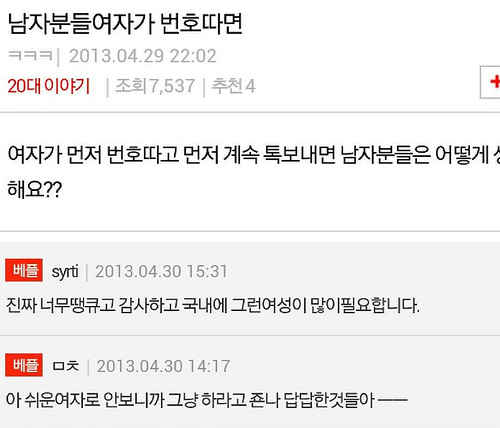 남자분들여자가 번호따면
ㅋㅋㅋ | 2013.04.29 22:02
20대 이야기 | 조회 7,537 | 추천 4
여자가 먼저 번호따고 먼저 계속 톡보내면 남자분들은 어떻게
해요??
베플 syrti | 2013.04.30 15:31
진짜 너무땡큐고 감사하고 국내에 그런여성이 많이필요합니다.
베플 ㅁㅊ | 2013.04.30 14:17
아 쉬운여자로 안보니까 그냥 하라고 죤나 답답한것들아 ㅡㅡ